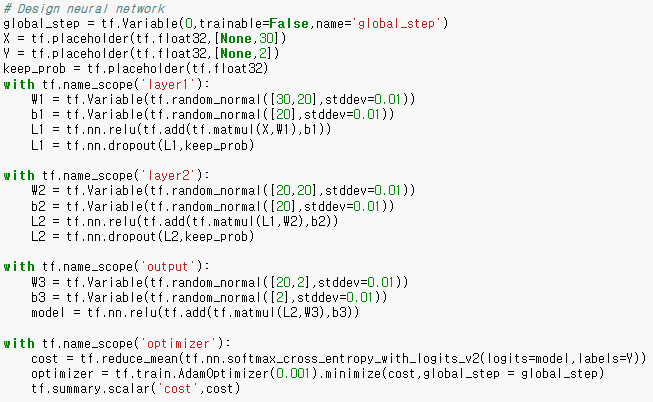 # Design neural network
global_step = tf.Variable(0,trainable=False,name='global_step')
X = tf.placeholder(tf.float32,[None,30])
Y = tf.placeholder(tf.float32,[None,2])
keep_prob = tf.placeholder(tf.float32)
with tf.name_scope('layer1'):
    W1 = tf.Variable(tf.random_normal([30,20],stddev=0.01))
    b1 = tf.Variable(tf.random_normal([20],stddev=0.01))
    L1 = tf.nn.relu(tf.add(tf.matmul(X,W1),b1))
    L1 = tf.nn.dropout(L1,keep_prob)

with tf.name_scope('layer2'):
    W2 = tf.Variable(tf.random_normal([20,20],stddev=0.01))
    b2 = tf.Variable(tf.random_normal([20],stddev=0.01))
    L2 = tf.nn.relu(tf.add(tf.matmul(L1,W2),b2))
    L2 = tf.nn.dropout(L2,keep_prob)

with tf.name_scope('output'):
    W3 = tf.Variable(tf.random_normal([20,2],stddev=0.01))
    b3 = tf.Variable(tf.random_normal([2],stddev=0.01))
    model = tf.nn.relu(tf.add(tf.matmul(L2,W3),b3))

with tf.name_scope('optimizer'):
    cost = tf.reduce_mean(tf.nn.softmax_cross_entropy_with_logits_v2(logits=model,labels=Y))
    optimizer = tf.train.AdamOptimizer(0.001).minimize(cost,global_step = global_step)
    tf.summary.scalar('cost',cost)